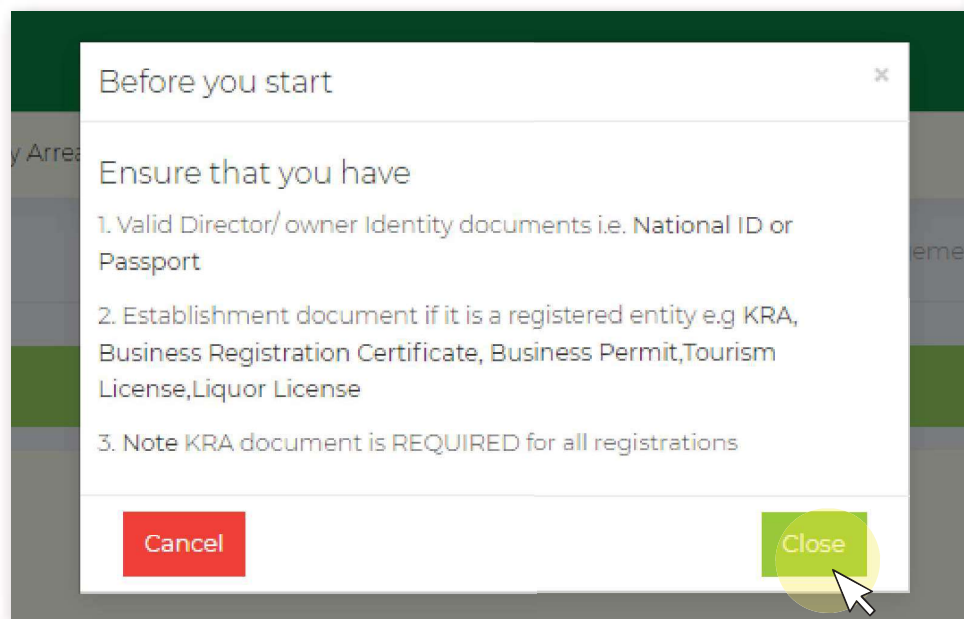 Before you start
×
y Arrea
Ensure that you have
1. Valid Director/ owner Identity documents i.e. National ID or
Passport
eme
2. Establishment document if it is a registered entity e.g KRA,
Business Registration Certificate, Business Permit,Tourism
License,Liquor License
3. Note KRA document is REQUIRED for all registrations
Cancel
Close